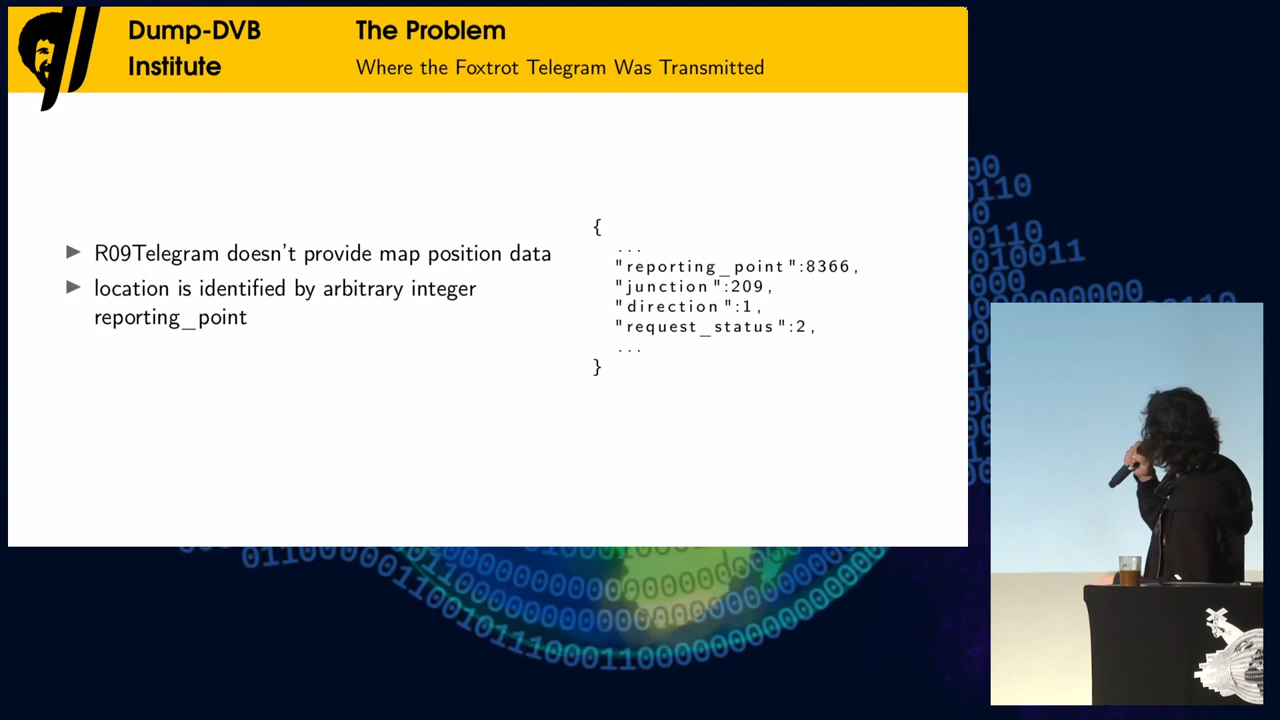 Dump-DVB
Institute
The Problem
Where the Foxtrot Telegram Was Transmitted
R09Telegram doesn't provide map position data
location is identified by arbitrary integer
reporting_point
{
...
"reporting_point":8366,
"junction":209,
"direction":1,
"request_status":2,
...
}